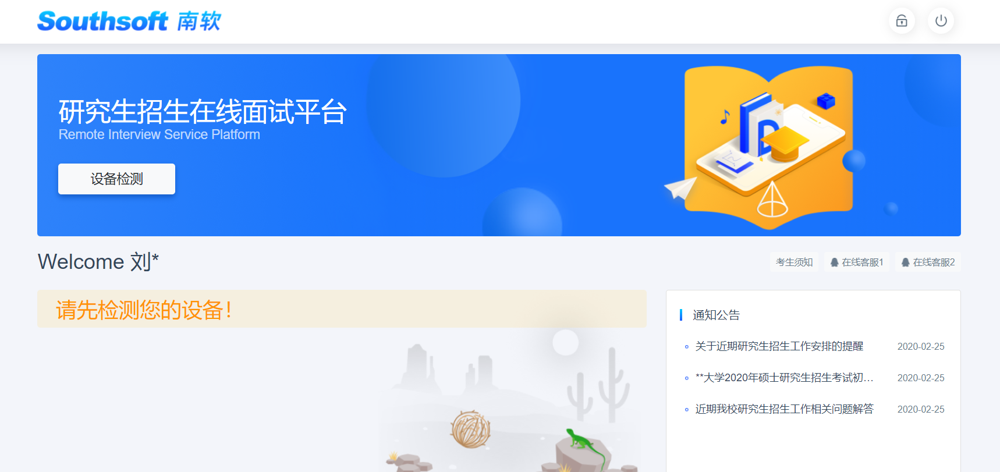 Southsoft 南软
研究生招生在线面试平台
Remote Interview Service Platform
设备检测
Welcome 刘*
考生须知
在线客服1
在线客服2
请先检测您的设备！
通知公告
关于近期研究生招生工作安排的提醒 2020-02-25
**大学2020年硕士研究生招生考试初... 2020-02-25
近期我校研究生招生工作相关问题解答 2020-02-25